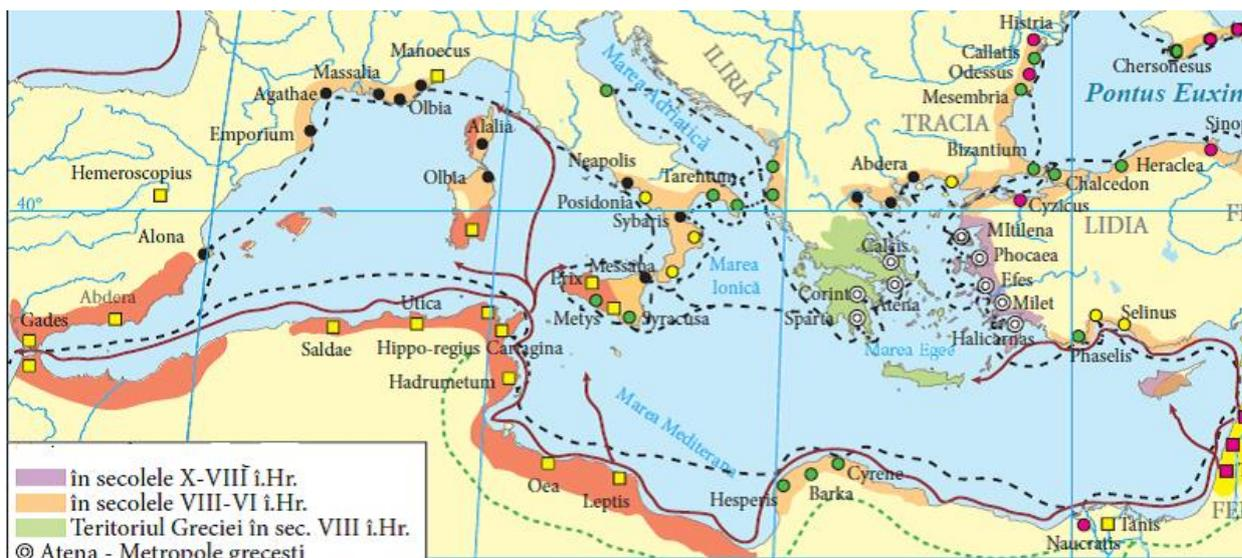 Histria
Callatis
Odessus
Mesembria
Chersonesus
Pontus Euxin
Sinop
Manoecus
Massalia
Agathae
Olbia
Emporium
Hemeroscopius
40°
Alona
Abdera
Gades
ILIRIA
Marea
Adriatică
TRACIA
Bizantium
Heraclea
Chalcedon
Cyzicus
LIDIA
Alalia
Olbia
Neapolis
Tarentum
Posidonia
Sybaris
Abdera
MItulena
Phocaea
Efes
Milet
Halicarnas
Calcis
Corint
Atena
Sparta
Marea
Ionică
Marea Egee
Messana
Metys
Syracusa
Utica
Saldae
Hippo-regius
Cartagina
Hadrumetum
Selinus
Phaselis
Marea Mediterana
Oea
Leptis
Hesperis
Barka
Cyrene
Naucratis
Tanis
în secolele X-VIII î.Hr.
în secolele VIII-VI î.Hr.
Teritoriul Greciei în sec. VIII î.Hr.
Atena - Metropole grecești